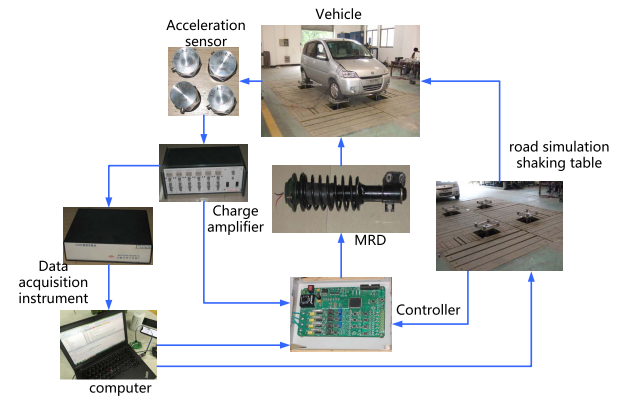 Vehicle
Acceleration
sensor
road simulation
shaking table
Charge
amplifier
MRD
Data
acquisition
instrument
Controller
computer